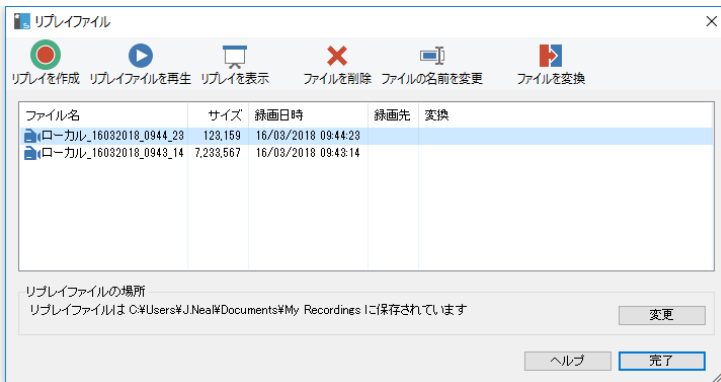 リプレイファイル
リプレイを作成 リプレイファイルを再生 リプレイを表示 ファイルを削除 ファイルの名前を変更 ファイルを変換
ファイル名 サイズ 録画日時 録画先 変換
ローカル_16032018_0944_23 123,159 16/03/2018 09:44:23
ローカル_16032018_0943_14 7,233,567 16/03/2018 09:43:14
リプレイファイルの場所
リプレイファイルは C:¥Users¥J.Neal¥Documents¥My Recordings に保存されています
変更
ヘルプ 完了